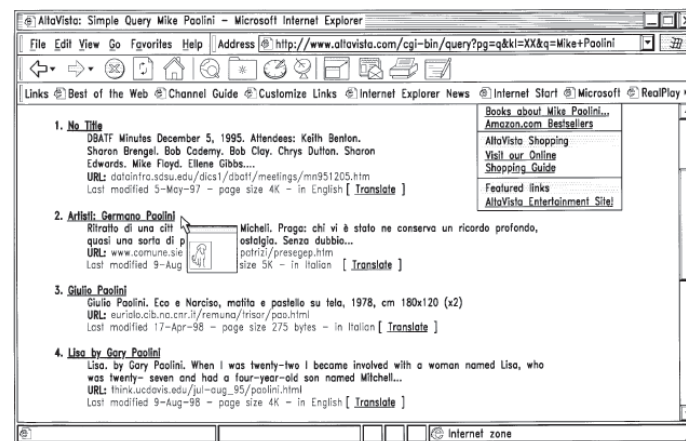 AltaVista: Simple Query Mike Paolini - Microsoft Internet Explorer
File Edit View Go Favorites Help Address http://www.altavista.com/cgi-bin/query?pg=q&kl=XX&q=Mike+Paolini
Links Best of the Web Channel Guide Customize Links Internet Explorer News Internet Start Microsoft RealPlay
Books about Mike Paolini...
Amazon.com Bestsellers
AltaVista Shopping
Visit our Online
Shopping Guide
Featured links
AltaVista Entertainment Site!
1. No Title
DBATF Minutes December 5, 1995. Attendees: Keith Benton.
Sharon Brengel. Bob Cademy. Bob Clay. Chrys Dutton. Sharon
Edwards. Mike Floyd. Ellene Gibbs....
URL: dataintra.sdsu.edu/dics1/dbatf/meetings/mn951205.htm
Last modified 5-May-97 - page size 4K - in English [ Translate ]
2. Artisti: Germano Paolini
Ritratto di una citt Micheli. Praga: chi vi è stato ne conserva un ricordo profondo,
quasi una sorta di p ostalgia. Senza dubbio...
URL: www.comune.sie patrizi/presegep.htm
Last modified 9-Aug size 5K - in Italian [ Translate ]
3. Giulio Paolini
Giulio Paolini. Eco e Narciso, matita e pastello su tela, 1978, cm 180x120 (x2)
URL: eurialo.cib.na.cnr.it/remuna/trisor/pao.html
Last modified 17-Apr-98 - page size 275 bytes - in Italian [ Translate ]
4. Lisa by Gary Paolini
Lisa. by Gary Paolini. When I was twenty-two I became involved with a woman named Lisa, who
was twenty- seven and had a four-year-old son named Mitchell...
URL: think.ucdavis.edu/jul-aug_95/paolini.html
Last modified 9-Aug-98 - page size 4K - in English [ Translate ]
Internet zone